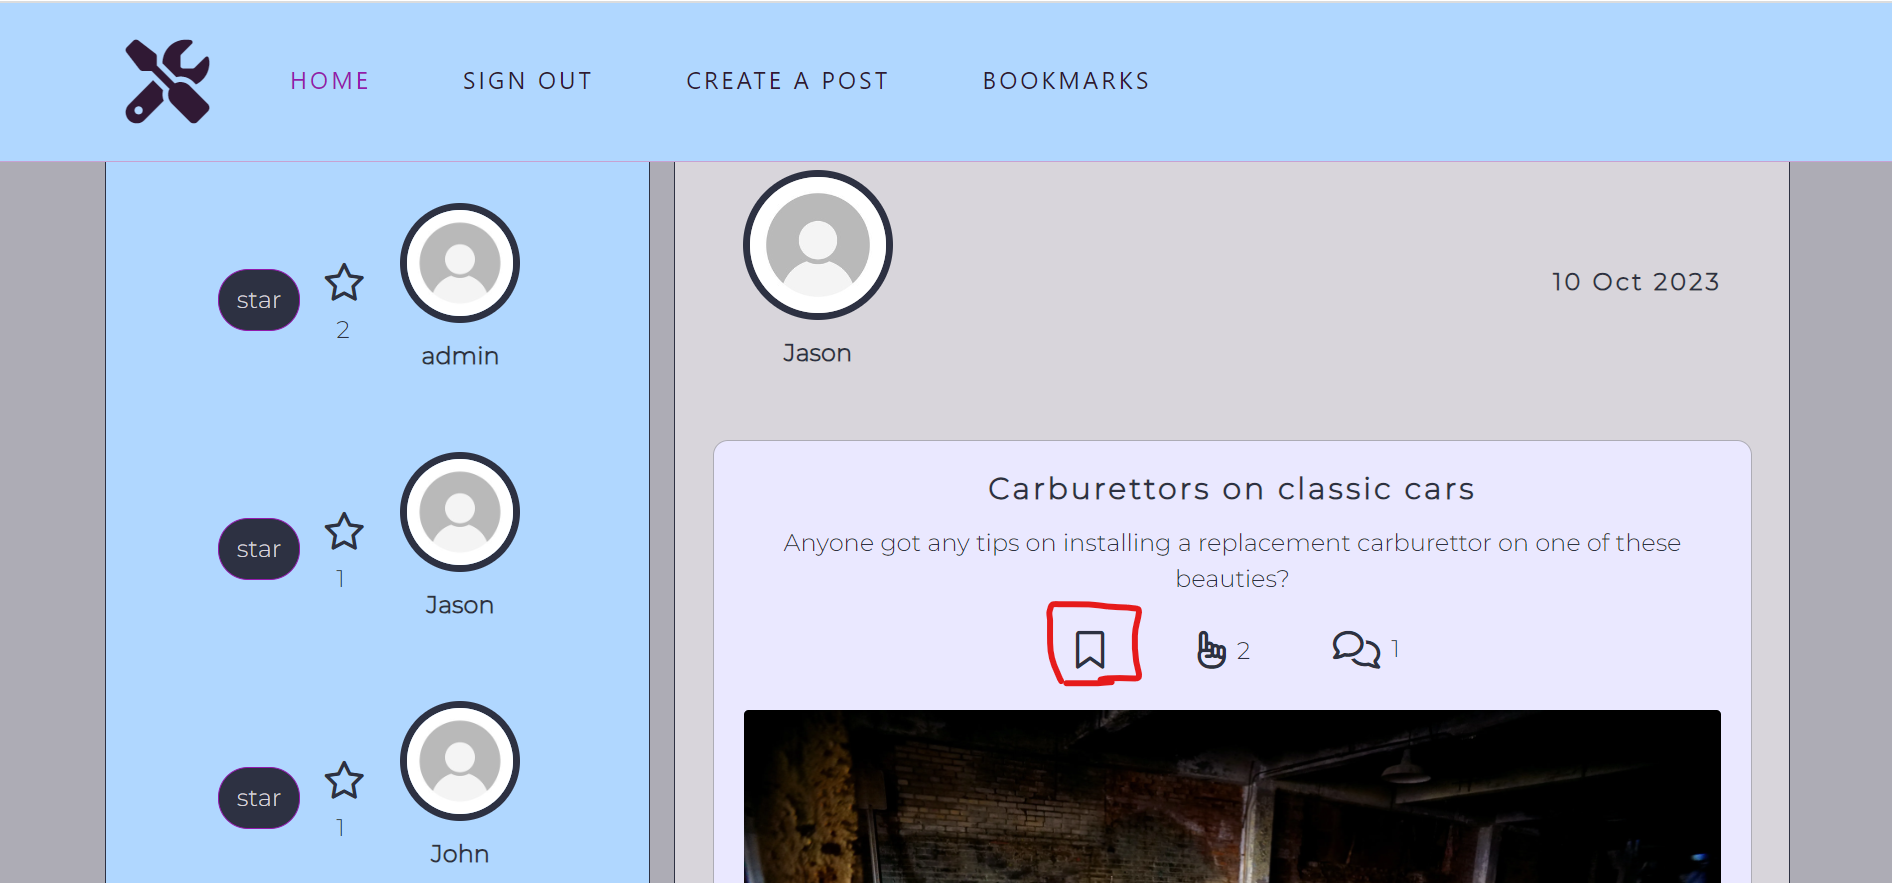 HOME SIGN OUT CREATE A POST BOOKMARKS
star
2
admin
star
1
Jason
star
1
John
Jason
10 Oct 2023
Carburettors on classic cars
Anyone got any tips on installing a replacement carburettor on one of these
beauties?
2 1